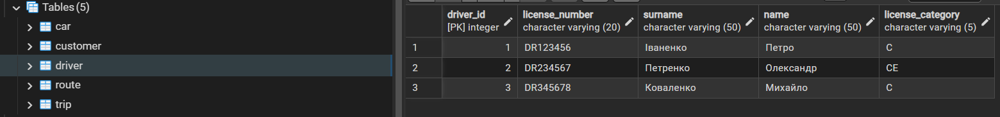 Tables (5)
car
customer
driver
route
trip
driver_id license_number surname name license_category
[PK] integer character varying (20) character varying (50) character varying (50) character varying (5)
1 1 DR123456 Іваненко Петро C
2 2 DR234567 Петренко Олександр CE
3 3 DR345678 Коваленко Михайло C